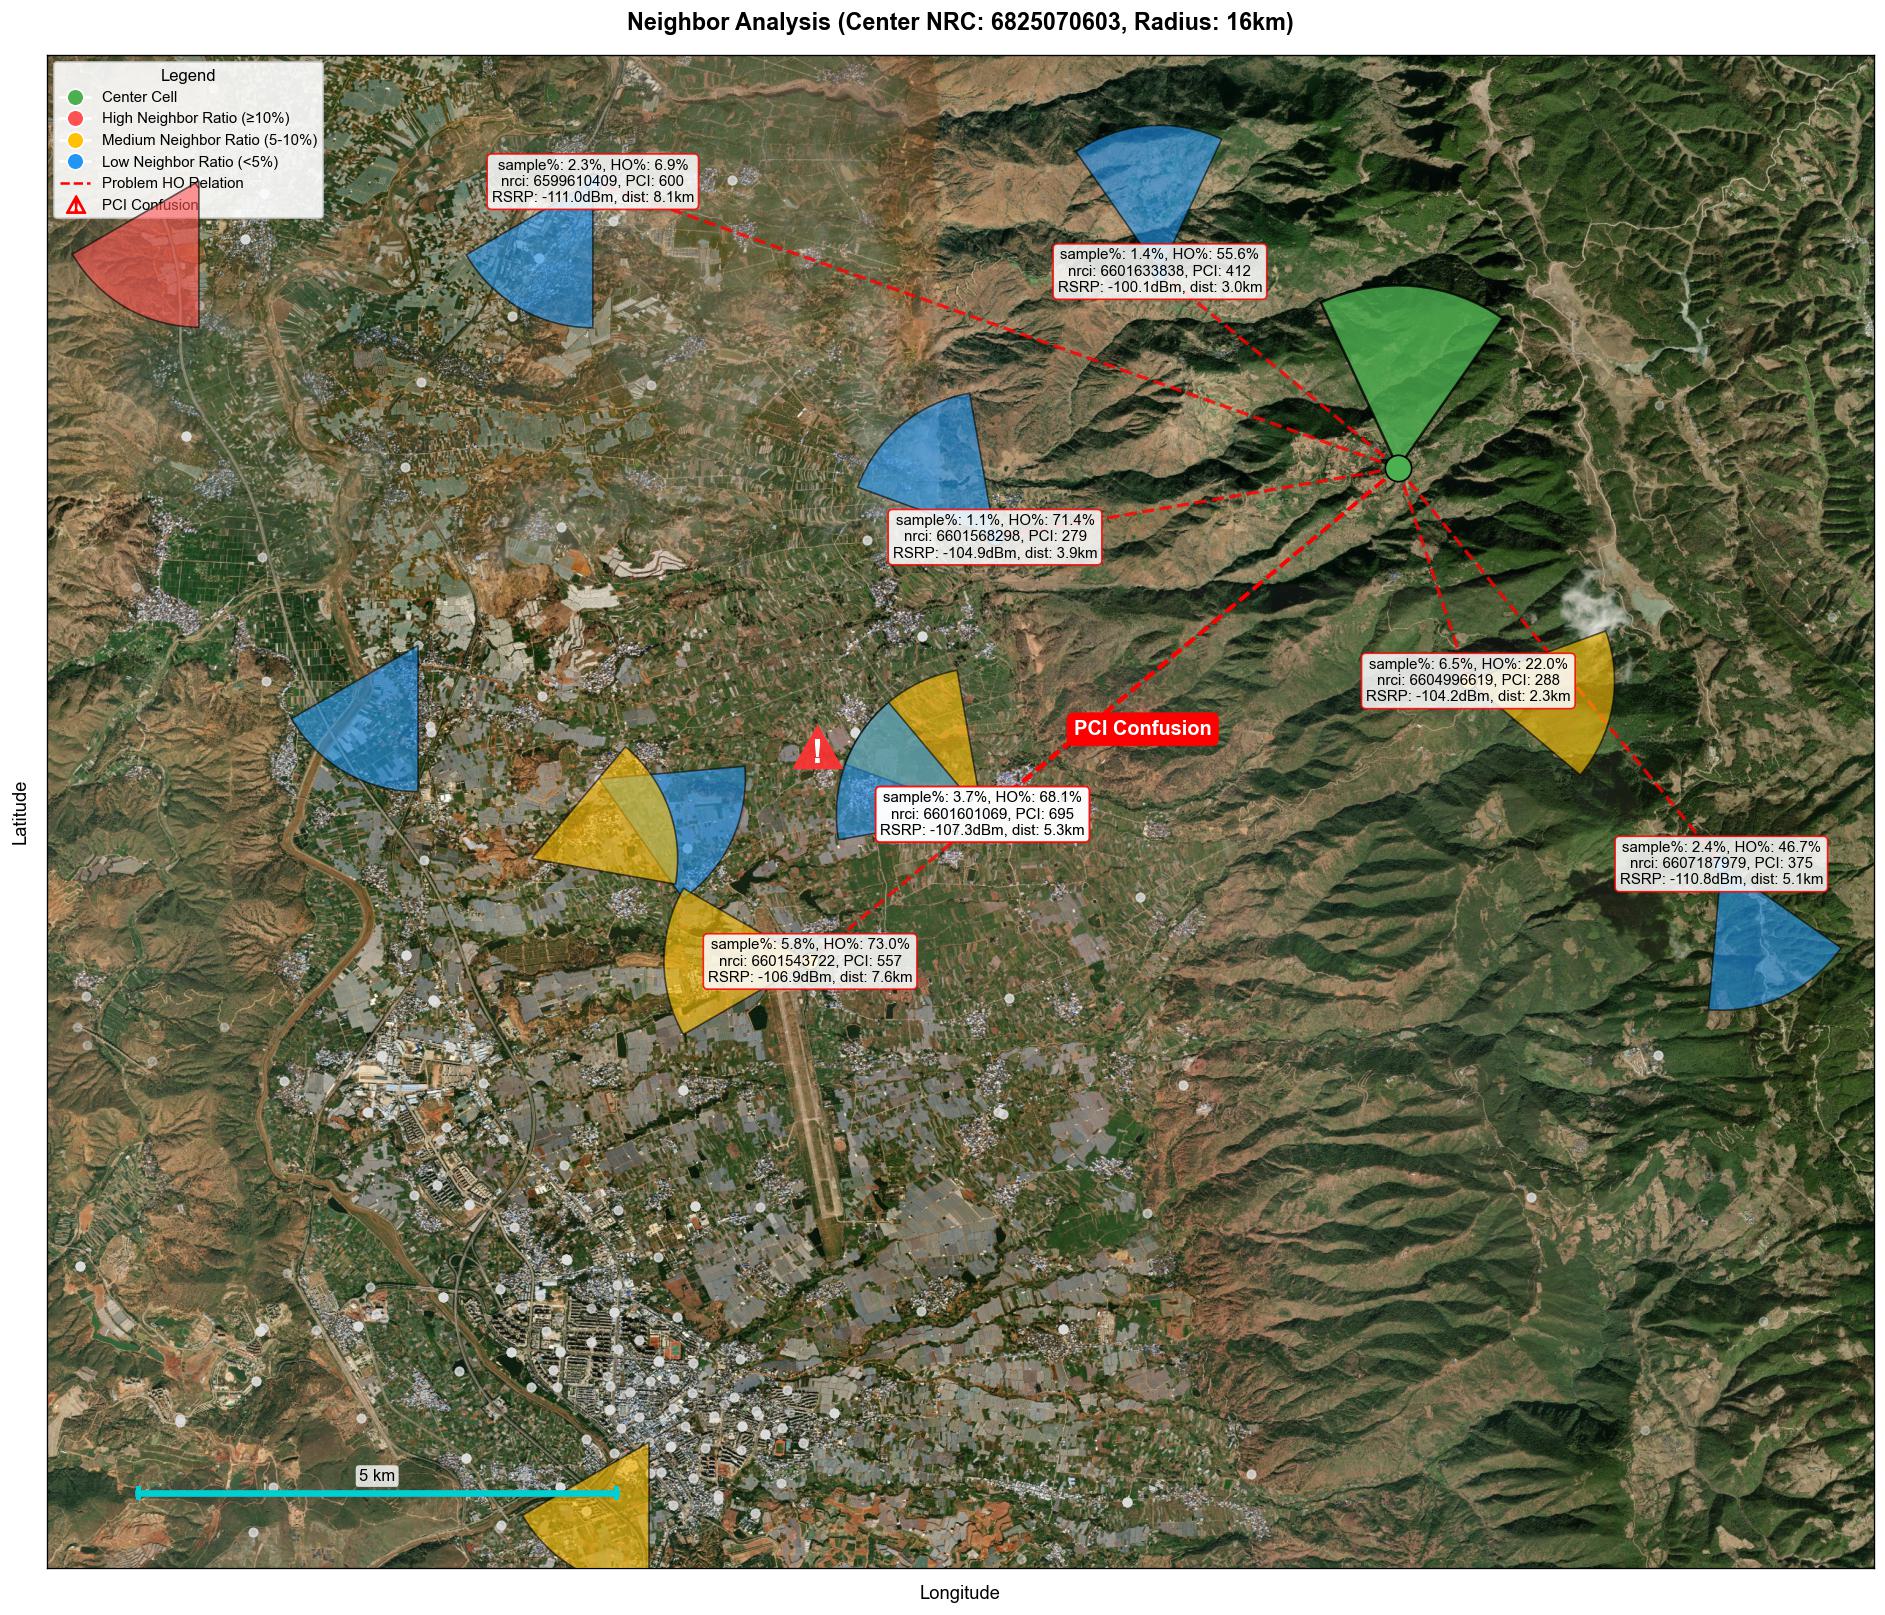 Neighbor Analysis (Center NRC: 6825070603, Radius: 16km)
Legend
Center Cell
High Neighbor Ratio (≥10%)
Medium Neighbor Ratio (5-10%)
Low Neighbor Ratio (<5%)
Problem HO Relation
PCI Confusion
sample%: 2.3%, HO%: 6.9%
nrci: 6599610409, PCI: 600
RSRP: -111.0dBm, dist: 8.1km
sample%: 1.4%, HO%: 55.6%
nrci: 6601633838, PCI: 412
RSRP: -100.1dBm, dist: 3.0km
sample%: 1.1%, HO%: 71.4%
nrci: 6601568298, PCI: 279
RSRP: -104.9dBm, dist: 3.9km
sample%: 6.5%, HO%: 22.0%
nrci: 6604996619, PCI: 288
RSRP: -104.2dBm, dist: 2.3km
PCI Confusion
!
sample%: 3.7%, HO%: 68.1%
nrci: 6601601069, PCI: 695
RSRP: -107.3dBm, dist: 5.3km
sample%: 2.4%, HO%: 46.7%
nrci: 6607187979, PCI: 375
RSRP: -110.8dBm, dist: 5.1km
sample%: 5.8%, HO%: 73.0%
nrci: 6601543722, PCI: 557
RSRP: -106.9dBm, dist: 7.6km
5 km
Latitude
Longitude